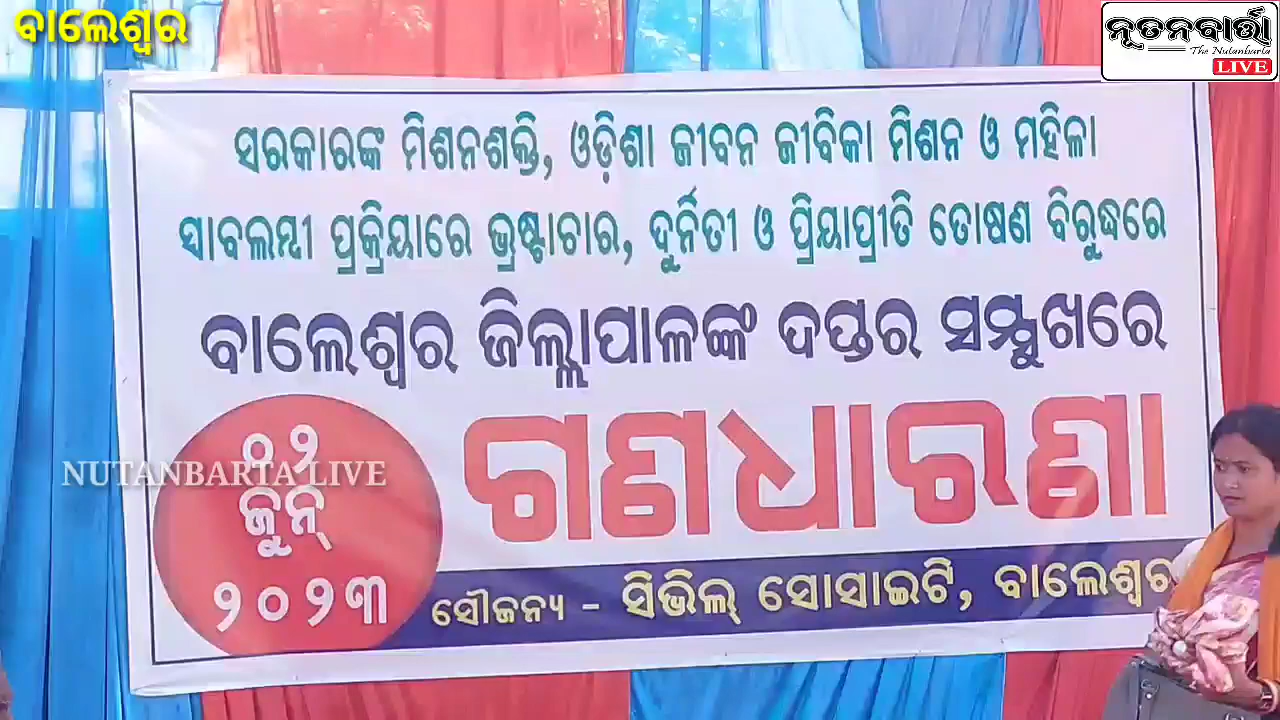 ବାଲେଶ୍ୱର
ନୂତନବାର୍ତ୍ତା
The Nutanbarta
LIVE
ସରକାରଙ୍କ ମିଶନଶକ୍ତି, ଓଡ଼ିଶା ଜୀବନ ଜୀବିକା ମିଶନ ଓ ମହିଳା
ସାବଲମ୍ବୀ ପ୍ରକ୍ରିୟାରେ ଭ୍ରଷ୍ଟାଚାର, ଦୁର୍ନିତୀ ଓ ପ୍ରିୟାପ୍ରୀତି ତୋଷଣ ବିରୁଦ୍ଧରେ
ବାଲେଶ୍ୱର ଜିଲ୍ଲାପାଳଙ୍କ ଦପ୍ତର ସମ୍ମୁଖରେ
ଗଣଧାରଣା
୦୨
NUTANBARTA LIVE
ଜୁନ୍
୨୦୨୩
ସୌଜନ୍ୟ - ସିଭିଲ୍ ସୋସାଇଟି, ବାଲେଶ୍ୱର